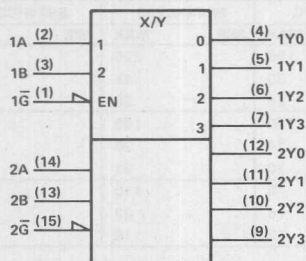 X/Y
1A (2) 1 0 (4) 1Y0
1B (3) 2 1 (5) 1Y1
1G̅ (1) EN 2 (6) 1Y2
3 (7) 1Y3
2A (14) (12) 2Y0
2B (13) (11) 2Y1
2G̅ (15) (10) 2Y2
(9) 2Y3